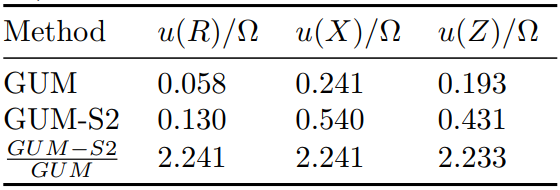 Method u(R)/Ω u(X)/Ω u(Z)/Ω
GUM 0.058 0.241 0.193
GUM-S2 0.130 0.540 0.431
GUM−S2/GUM 2.241 2.241 2.233